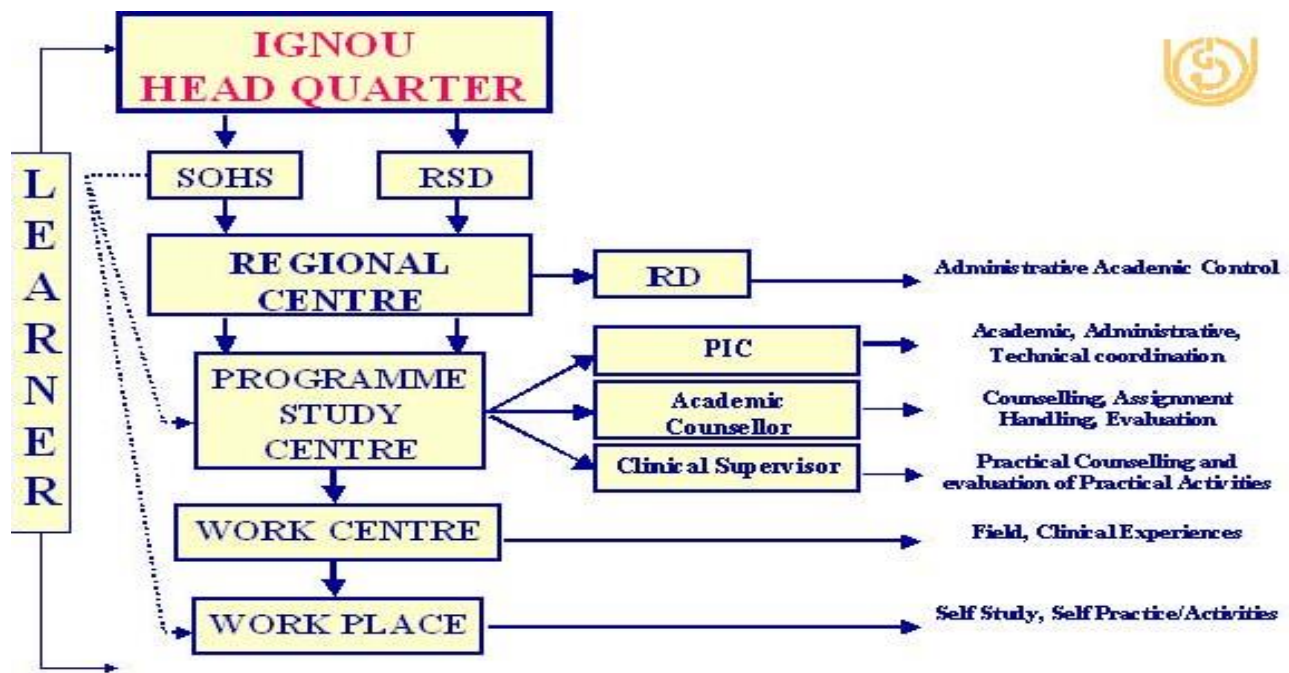 IGNOU
HEAD QUARTER
SOHS
RSD
LEARNER
REGIONAL
CENTRE
RD
Administrative Academic Control
PROGRAMME
STUDY
CENTRE
PIC
Academic, Administrative,
Technical coordination
Academic
Counsellor
Counselling, Assignment
Handling, Evaluation
Clinical Supervisor
Practical Counselling and
evaluation of Practical Activities
WORK CENTRE
Field, Clinical Experiences
WORK PLACE
Self Study, Self Practice/Activities